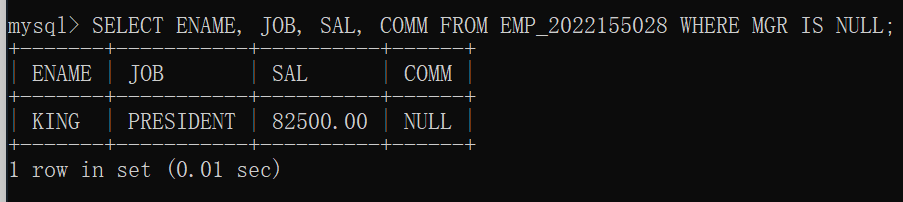 mysql> SELECT ENAME, JOB, SAL, COMM FROM EMP_2022155028 WHERE MGR IS NULL;
+-------+-----------+----------+------+
| ENAME | JOB       | SAL      | COMM |
+-------+-----------+----------+------+
| KING  | PRESIDENT | 82500.00 | NULL |
+-------+-----------+----------+------+
1 row in set (0.01 sec)